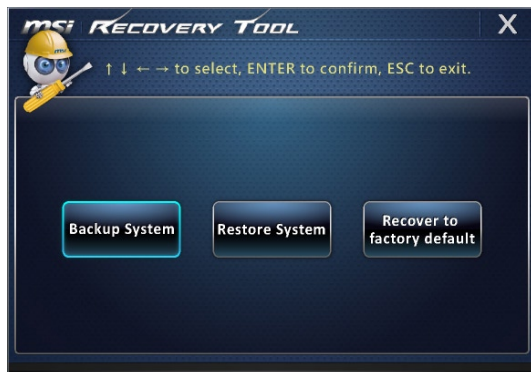 msi RECOVERY TOOL X
↑ ↓ ← → to select, ENTER to confirm, ESC to exit.
Backup System
Restore System
Recover to
factory default